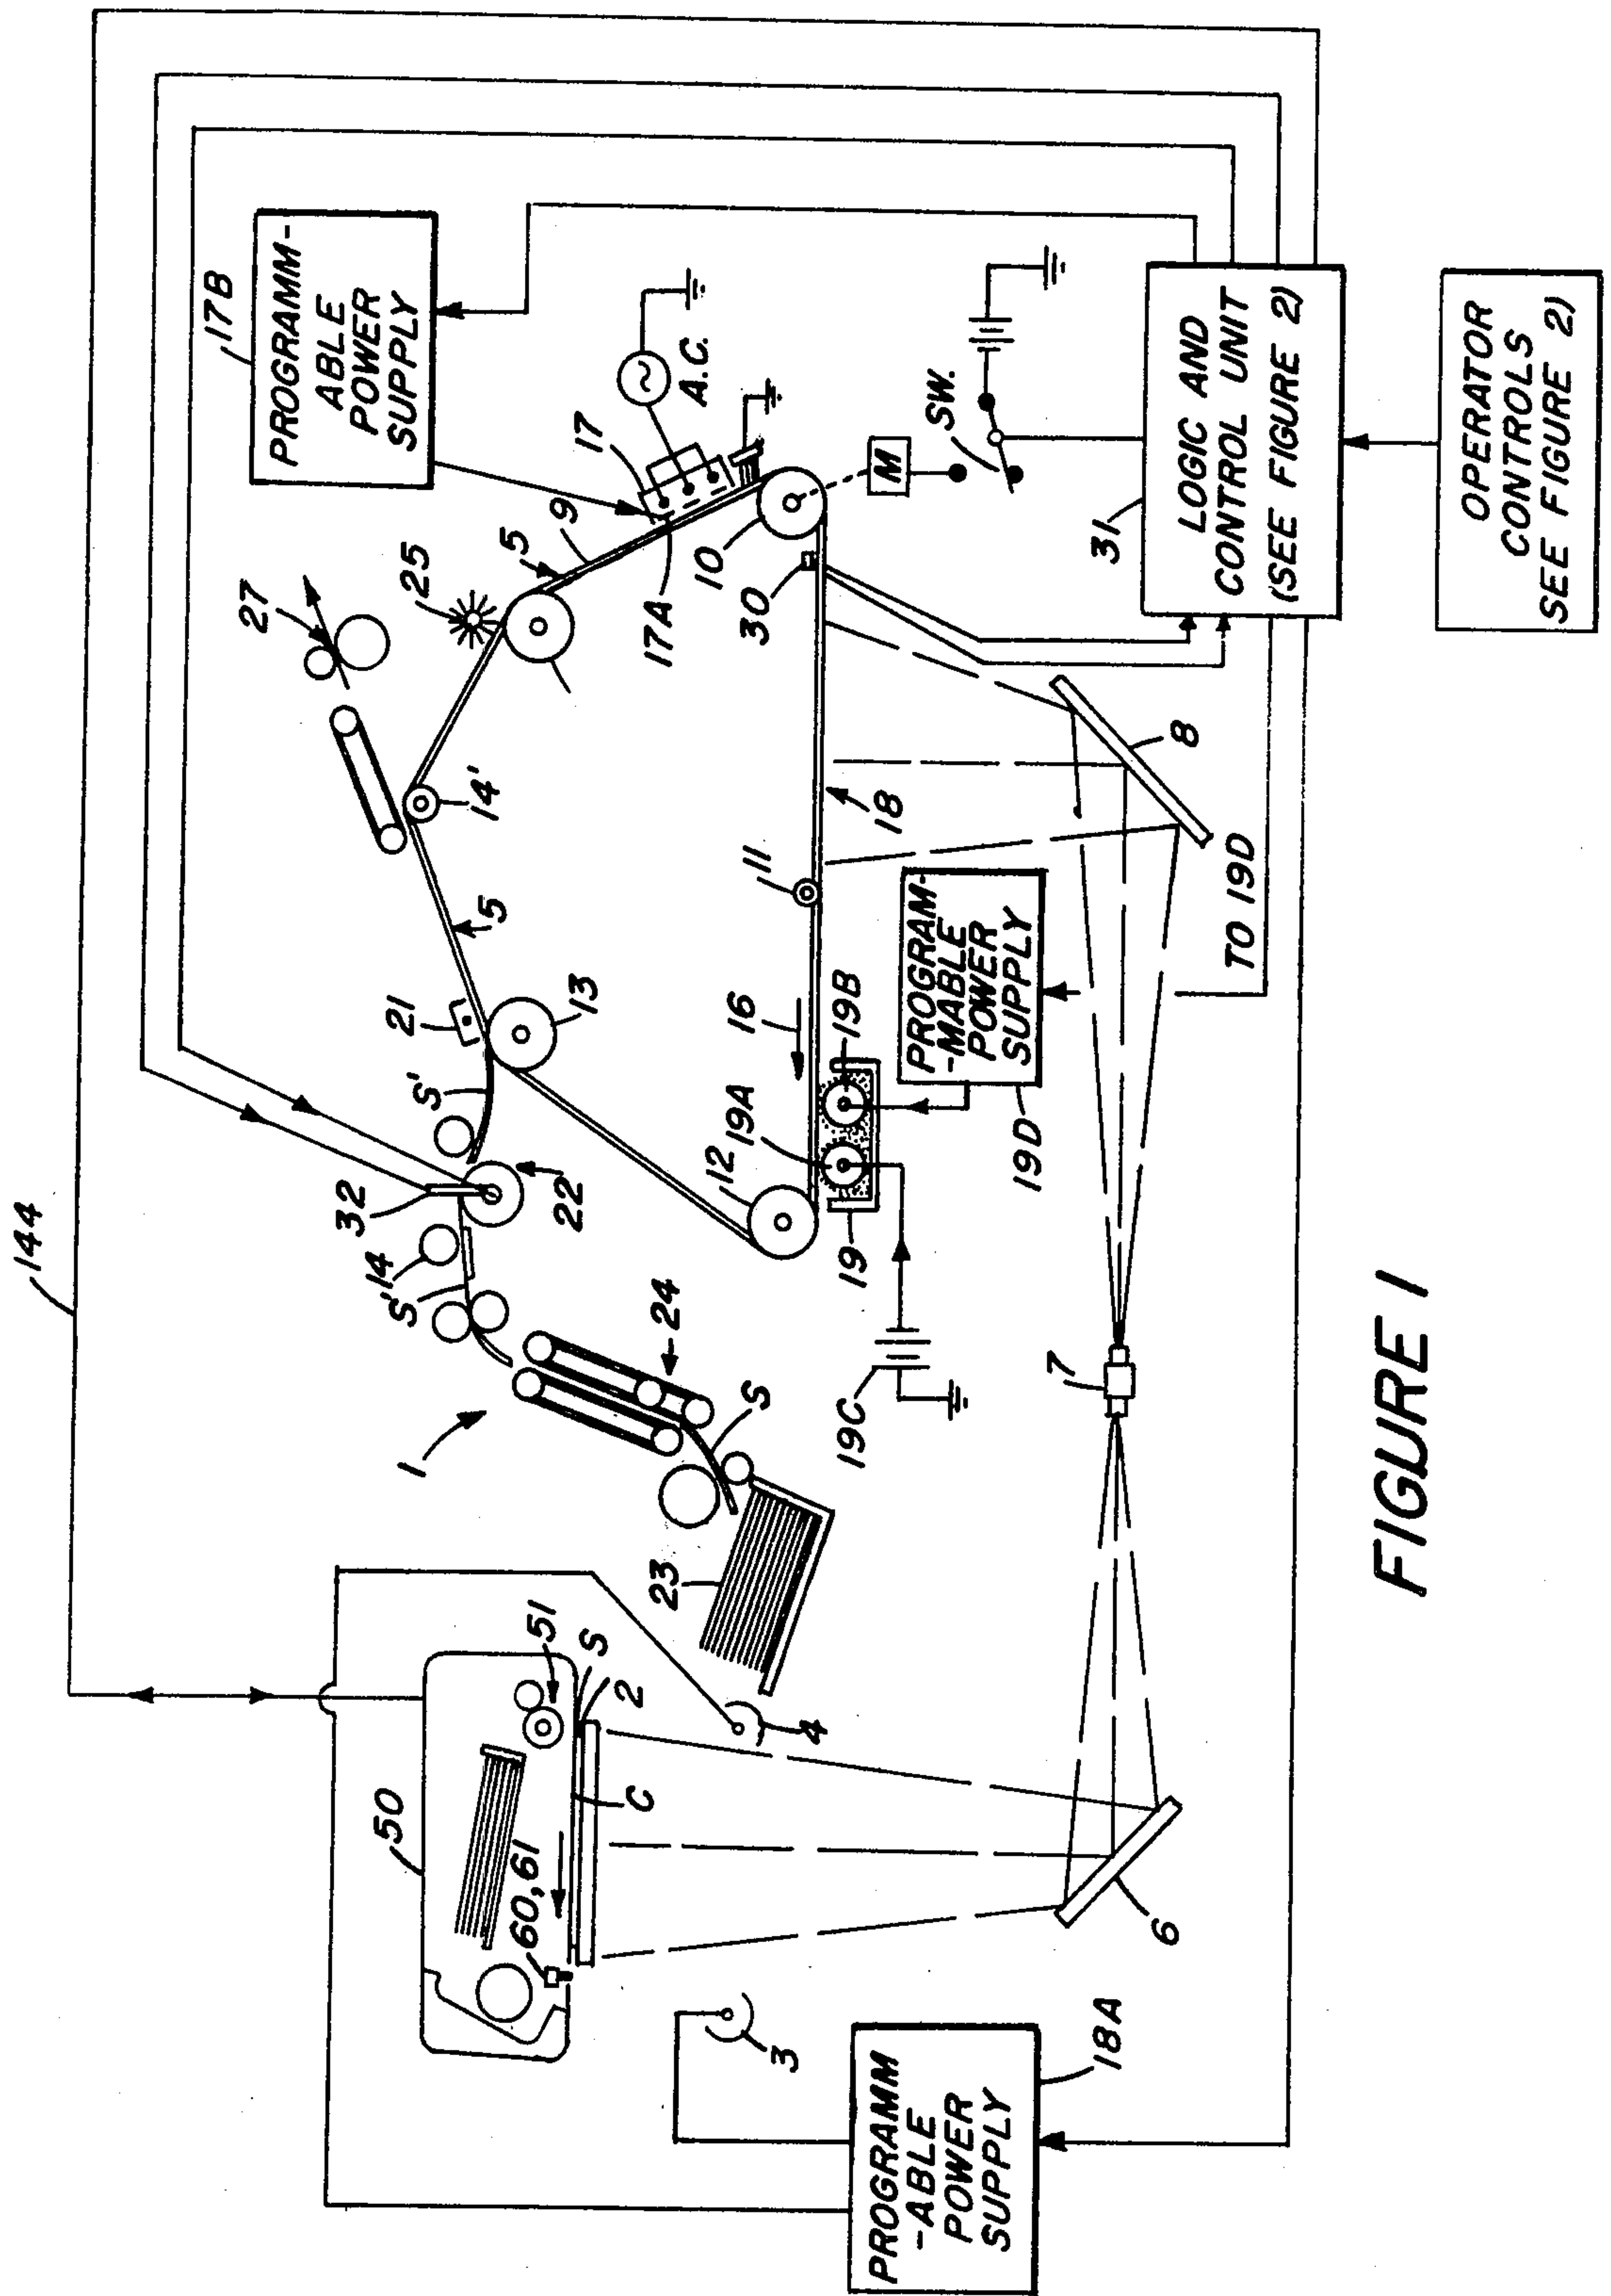 144
17B
PROGRAMM-
ABLE
POWER
SUPPLY
27
25
5
9
17
A.C.
17A
10
30
M
SW.
31
LOGIC AND
CONTROL UNIT
(SEE FIGURE 2)
OPERATOR
CONTROLS
SEE FIGURE 2)
14'
5
21
13
S'
32
22
14
S'
24
S
1
23
12
19A
16
19B
11
18
19
19C
19D
PROGRAM-
-MABLE
POWER
SUPPLY
TO 19D
8
7
50
51
S
2
C
60,61
4
3
6
PROGRAMM
-ABLE
POWER
SUPPLY
18A
FIGURE 1